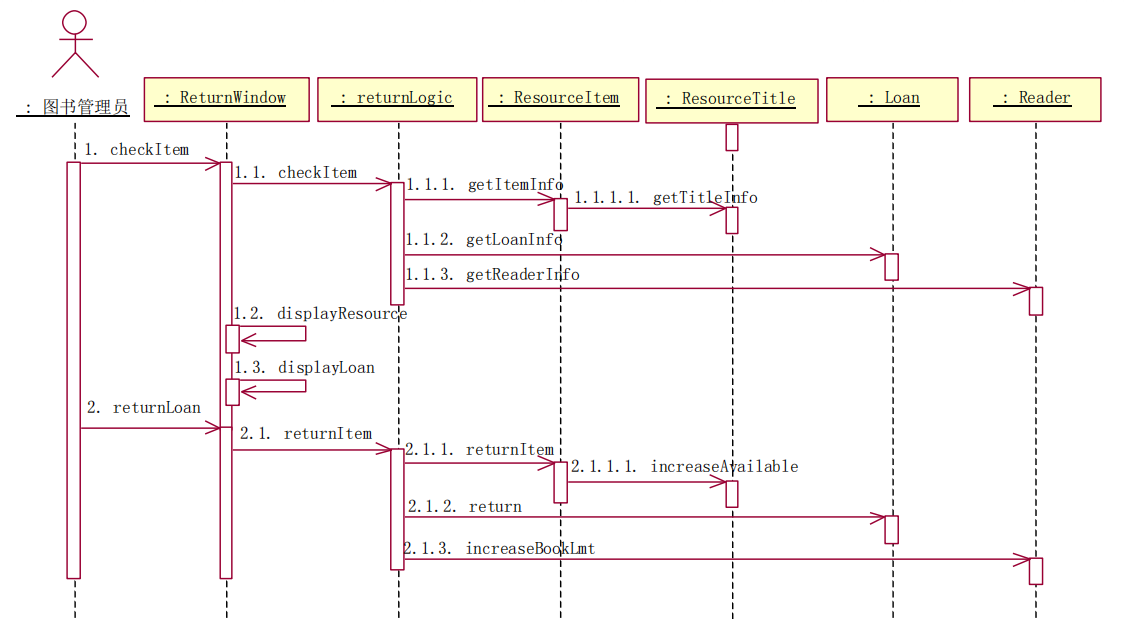 : 图书管理员
: ReturnWindow
: returnLogic
: ResourceItem
: ResourceTitle
: Loan
: Reader
1. checkItem
1.1. checkItem
1.1.1. getItemInfo
1.1.1.1. getTitleInfo
1.1.2. getLoanInfo
1.1.3. getReaderInfo
1.2. displayResource
1.3. displayLoan
2. returnLoan
2.1. returnItem
2.1.1. returnItem
2.1.1.1. increaseAvailable
2.1.2. return
2.1.3. increaseBookLmt